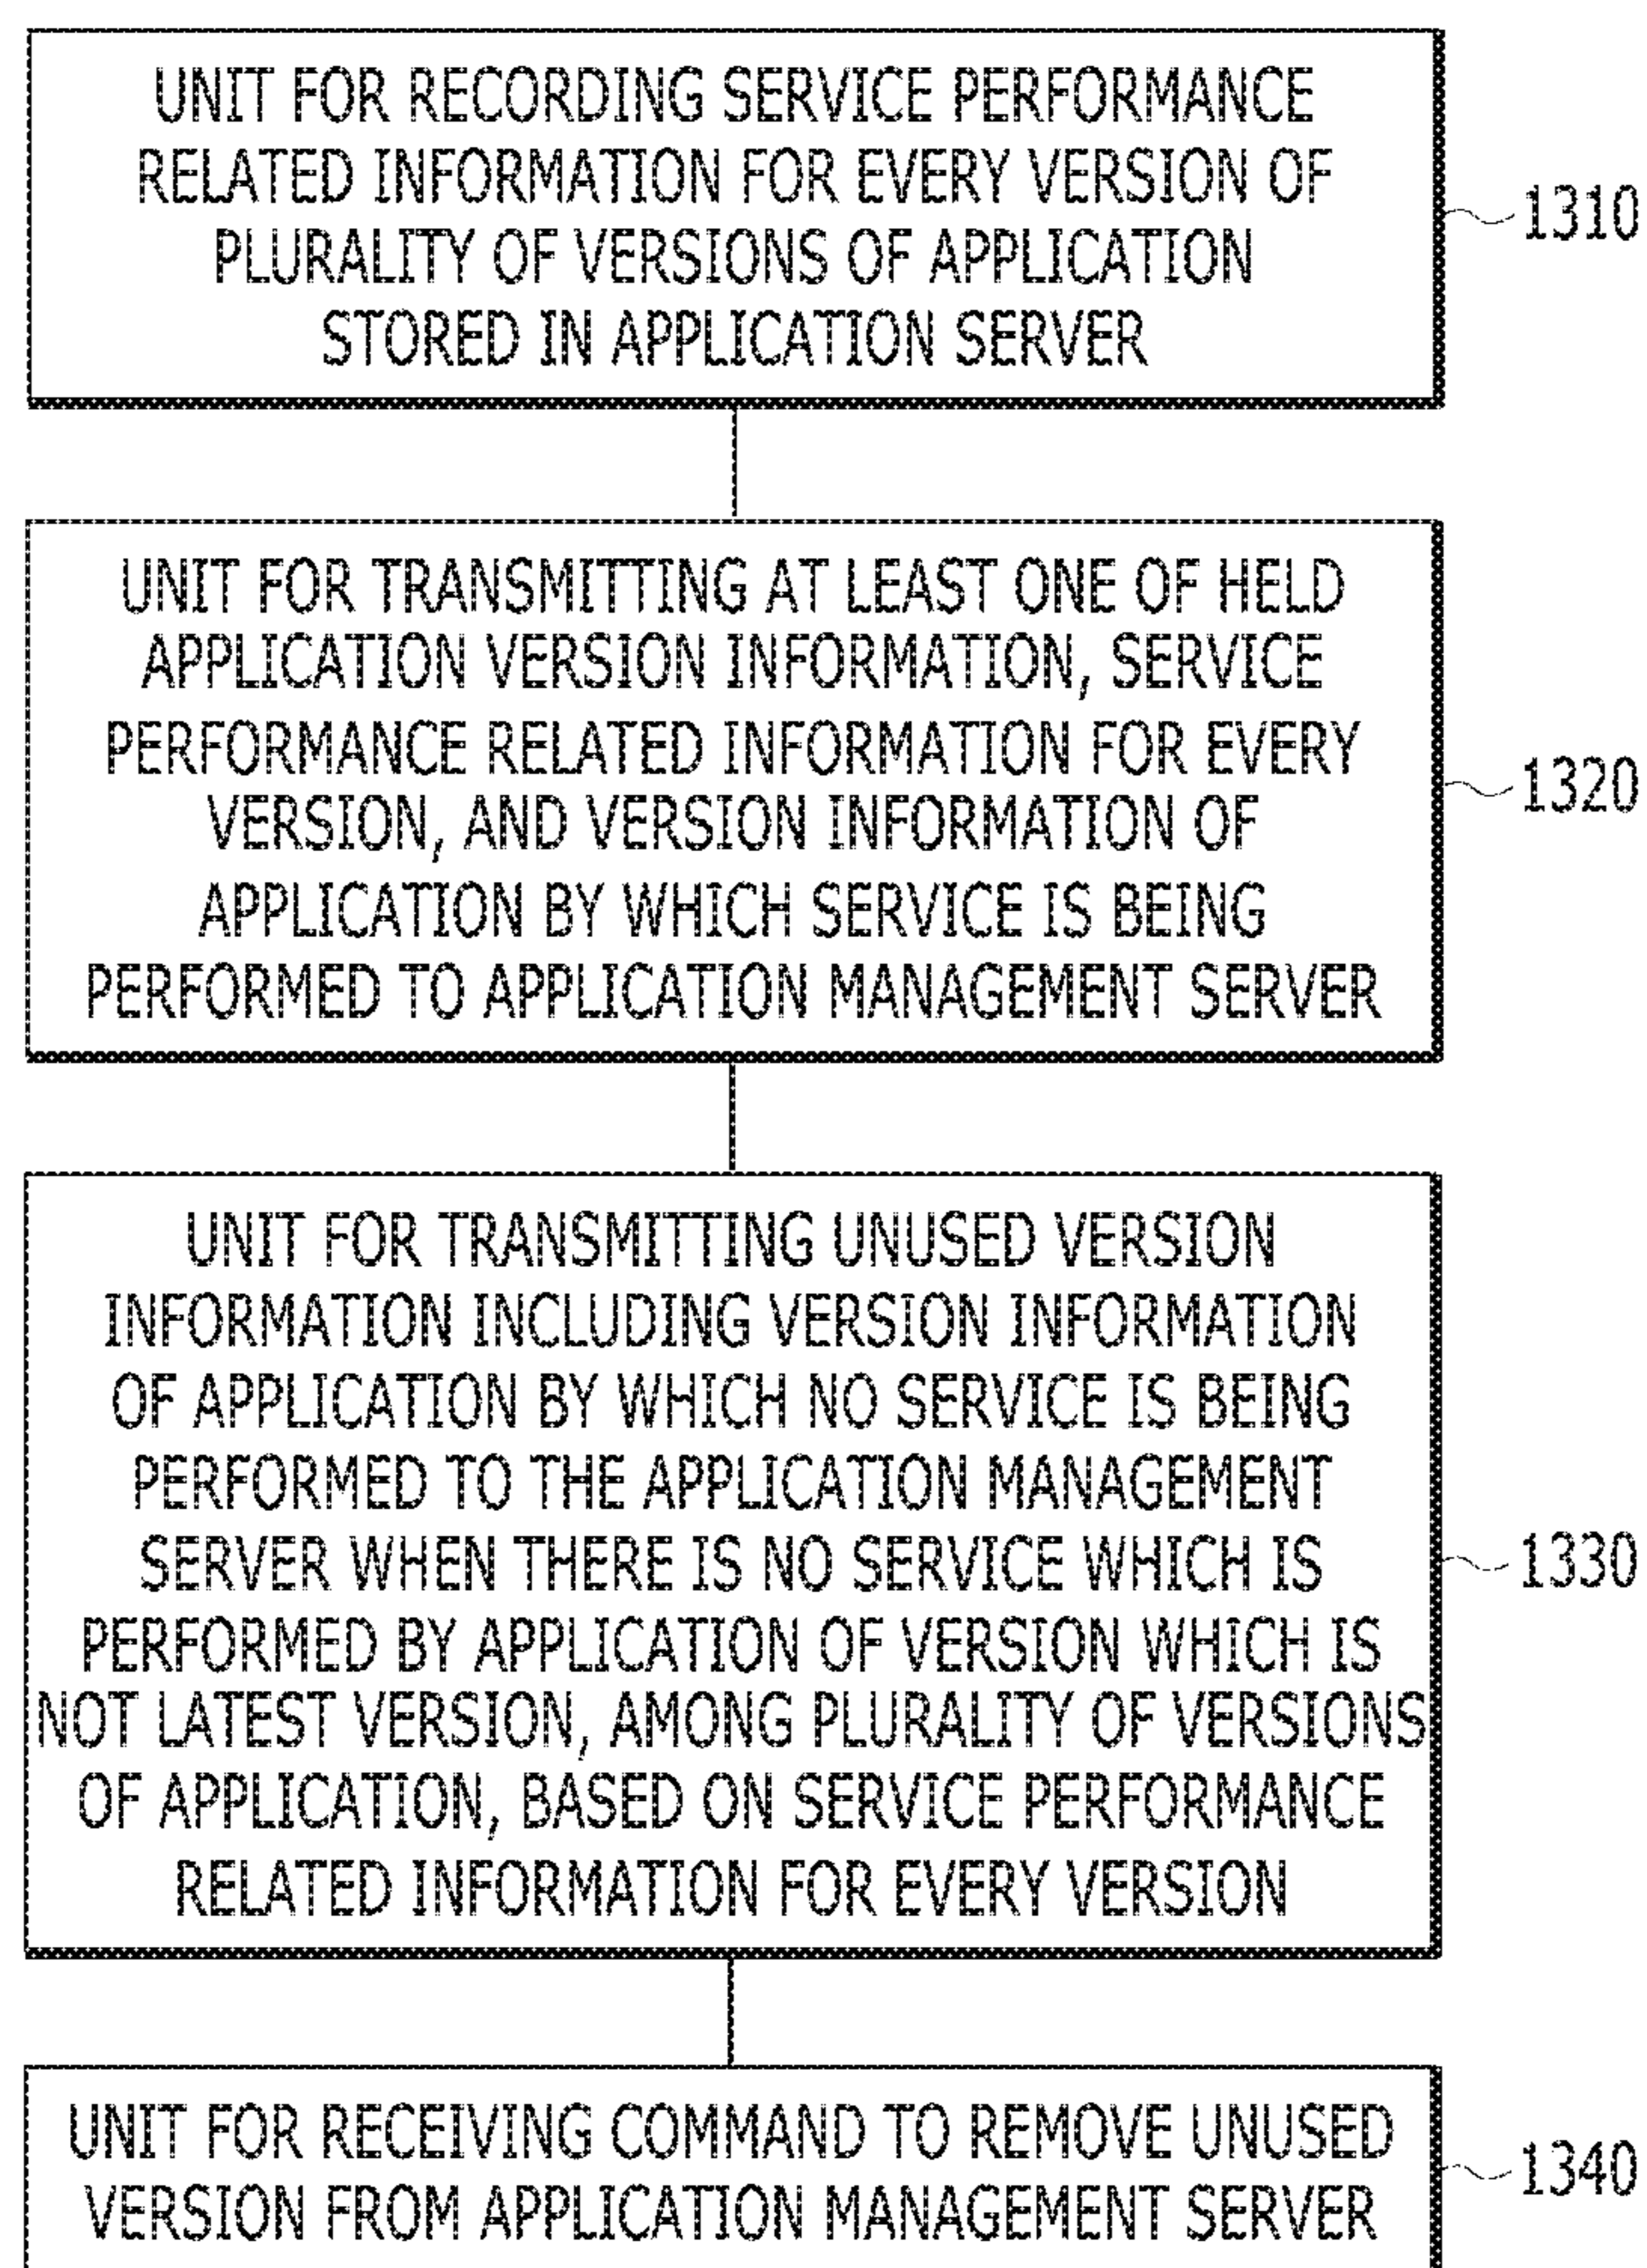 UNIT FOR RECORDING SERVICE PERFORMANCE
RELATED INFORMATION FOR EVERY VERSION OF
PLURALITY OF VERSIONS OF APPLICATION
STORED IN APPLICATION SERVER
1310
UNIT FOR TRANSMITTING AT LEAST ONE OF HELD
APPLICATION VERSION INFORMATION, SERVICE
PERFORMANCE RELATED INFORMATION FOR EVERY
VERSION, AND VERSION INFORMATION OF
APPLICATION BY WHICH SERVICE IS BEING
PERFORMED TO APPLICATION MANAGEMENT SERVER
1320
UNIT FOR TRANSMITTING UNUSED VERSION
INFORMATION INCLUDING VERSION INFORMATION
OF APPLICATION BY WHICH NO SERVICE IS BEING
PERFORMED TO THE APPLICATION MANAGEMENT
SERVER WHEN THERE IS NO SERVICE WHICH IS
PERFORMED BY APPLICATION OF VERSION WHICH IS
NOT LATEST VERSION, AMONG PLURALITY OF VERSIONS
OF APPLICATION, BASED ON SERVICE PERFORMANCE
RELATED INFORMATION FOR EVERY VERSION
1330
UNIT FOR RECEIVING COMMAND TO REMOVE UNUSED
VERSION FROM APPLICATION MANAGEMENT SERVER
1340